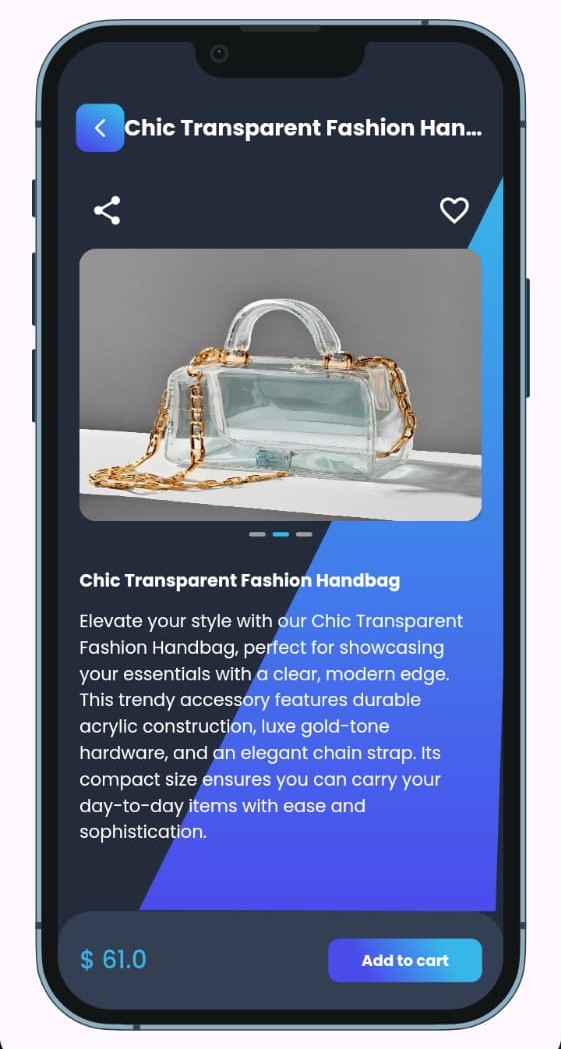 Chic Transparent Fashion Han...
Chic Transparent Fashion Handbag
Elevate your style with our Chic Transparent
Fashion Handbag, perfect for showcasing
your essentials with a clear, modern edge.
This trendy accessory features durable
acrylic construction, luxe gold-tone
hardware, and an elegant chain strap. Its
compact size ensures you can carry your
day-to-day items with ease and
sophistication.
$ 61.0
Add to cart